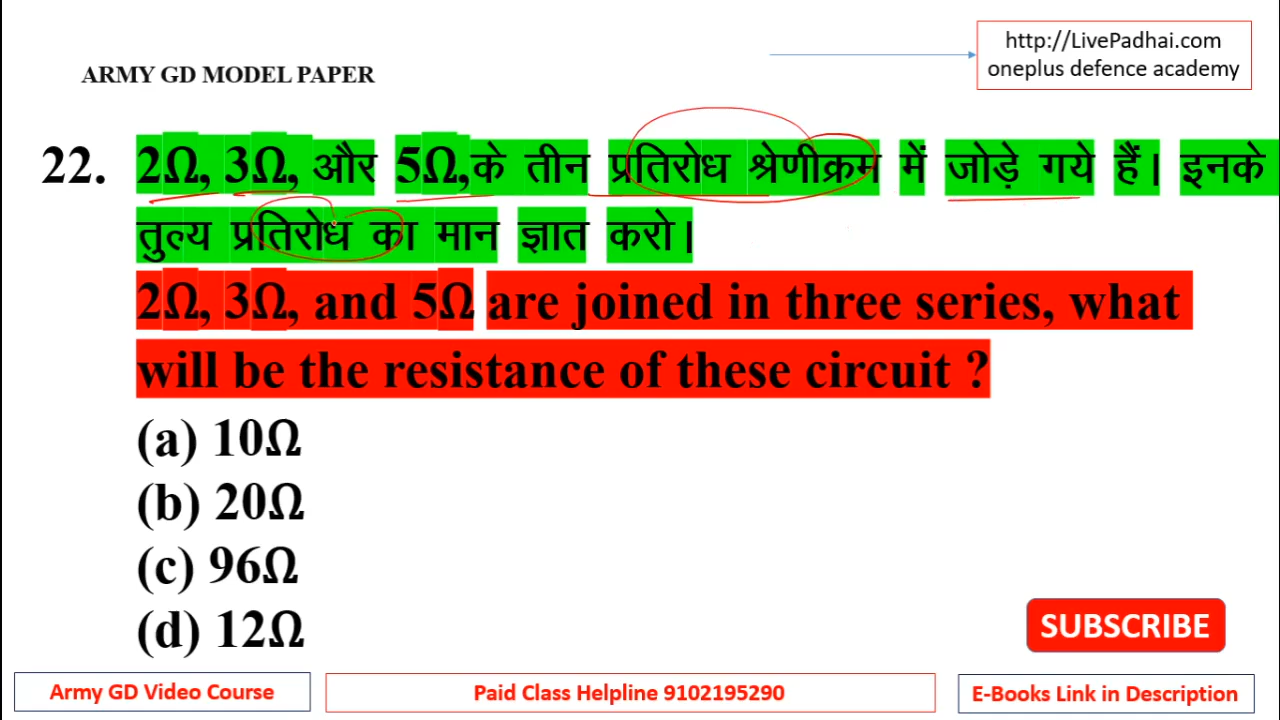 http://LivePadhai.com
oneplus defence academy
ARMY GD MODEL PAPER
22. 2Ω, 3Ω, और 5Ω,के तीन प्रतिरोध श्रेणीक्रम में जोड़े गये हैं। इनके
तुल्य प्रतिरोध का मान ज्ञात करो।
2Ω, 3Ω, and 5Ω are joined in three series, what
will be the resistance of these circuit ?
(a) 10Ω
(b) 20Ω
(c) 96Ω
(d) 12Ω
SUBSCRIBE
Army GD Video Course
Paid Class Helpline 9102195290
E-Books Link in Description